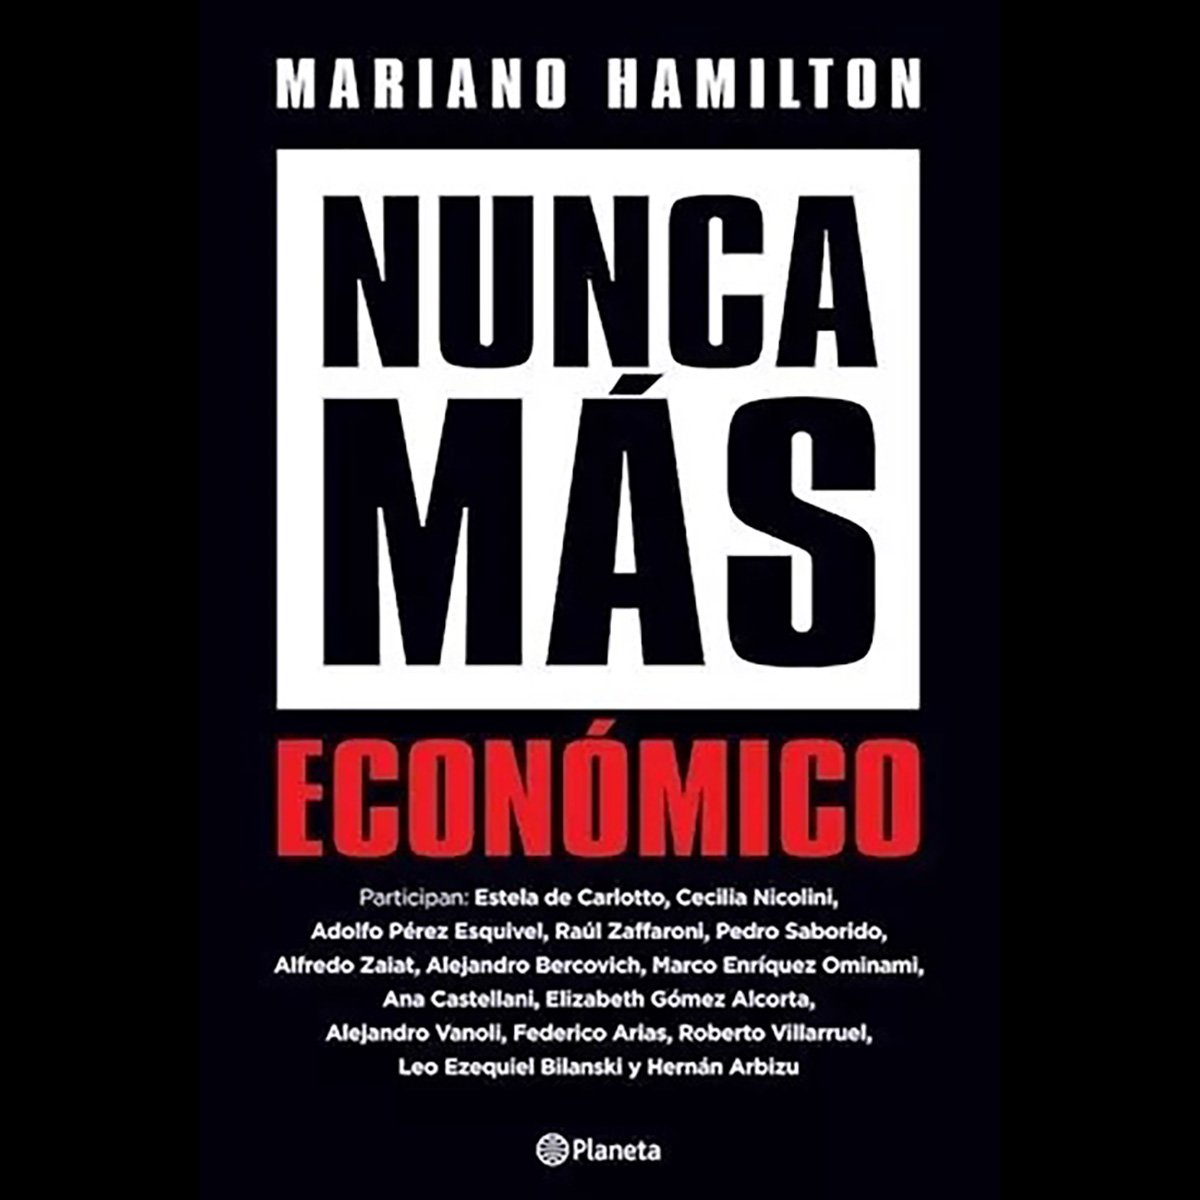 MARIANO HAMILTON
NUNCA
MÁS
ECONÓMICO
Participan: Estela de Carlotto, Cecilia Nicolini,
Adolfo Pérez Esquivel, Raúl Zaffaroni, Pedro Saborido,
Alfredo Zaiat, Alejandro Bercovich, Marco Enríquez Ominami,
Ana Castellani, Elizabeth Gómez Alcorta,
Alejandro Vanoli, Federico Arias, Roberto Villarruel,
Leo Ezequiel Bilanski y Hernán Arbizu
Planeta